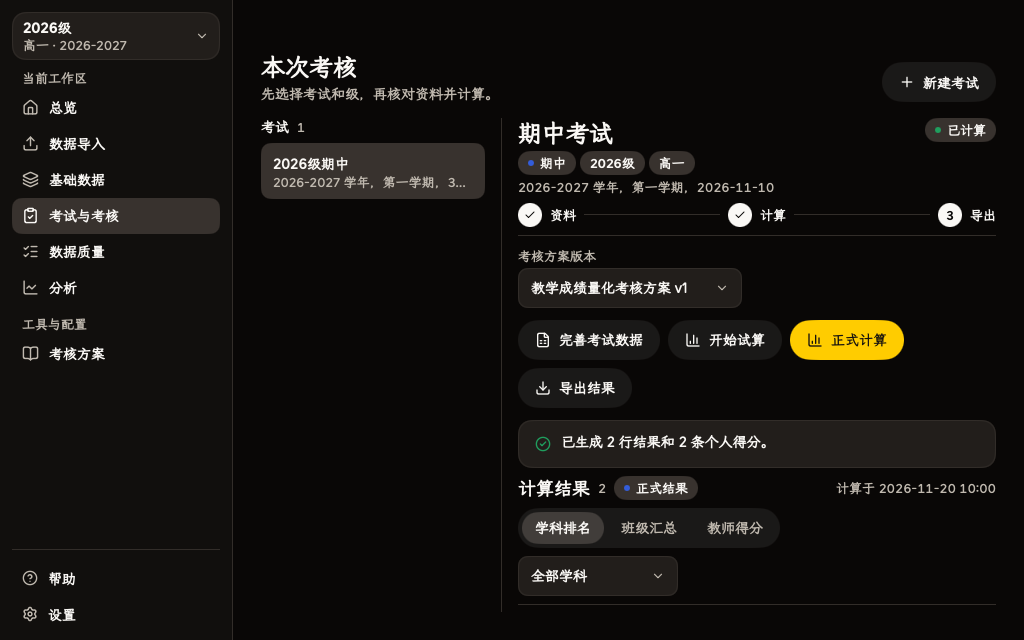 2026级
高一 · 2026-2027
当前工作区
总览
数据导入
基础数据
考试与考核
数据质量
分析
工具与配置
考核方案
帮助
设置
本次考核
先选择考试和级，再核对资料并计算。
新建考试
考试 1
2026级期中
2026-2027 学年，第一学期，3...
期中考试
已计算
期中 2026级 高一
2026-2027 学年，第一学期，2026-11-10
资料 计算 3 导出
考核方案版本
教学成绩量化考核方案 v1
完善考试数据 开始试算 正式计算
导出结果
已生成 2 行结果和 2 条个人得分。
计算结果 2 正式结果 计算于 2026-11-20 10:00
学科排名 班级汇总 教师得分
全部学科